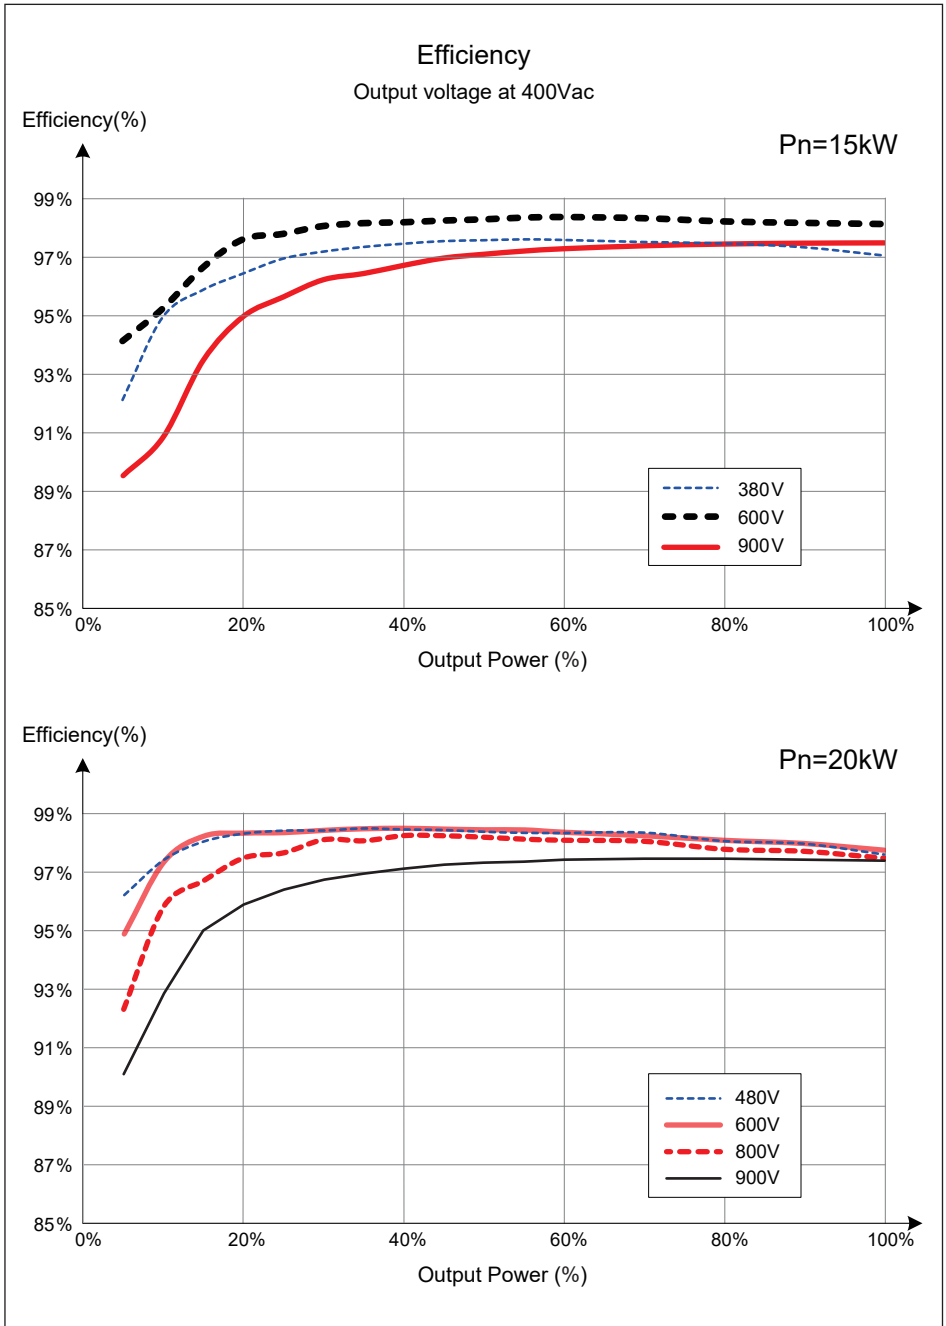 Efficiency
Output voltage at 400Vac
Efficiency(%)
Pn=15kW
99%
97%
95%
93%
91%
89%
87%
85%
380V
600V
900V
0%
20%
40%
60%
80%
100%
Output Power (%)
Efficiency(%)
Pn=20kW
99%
97%
95%
93%
91%
89%
87%
85%
480V
600V
800V
900V
0%
20%
40%
60%
80%
100%
Output Power (%)